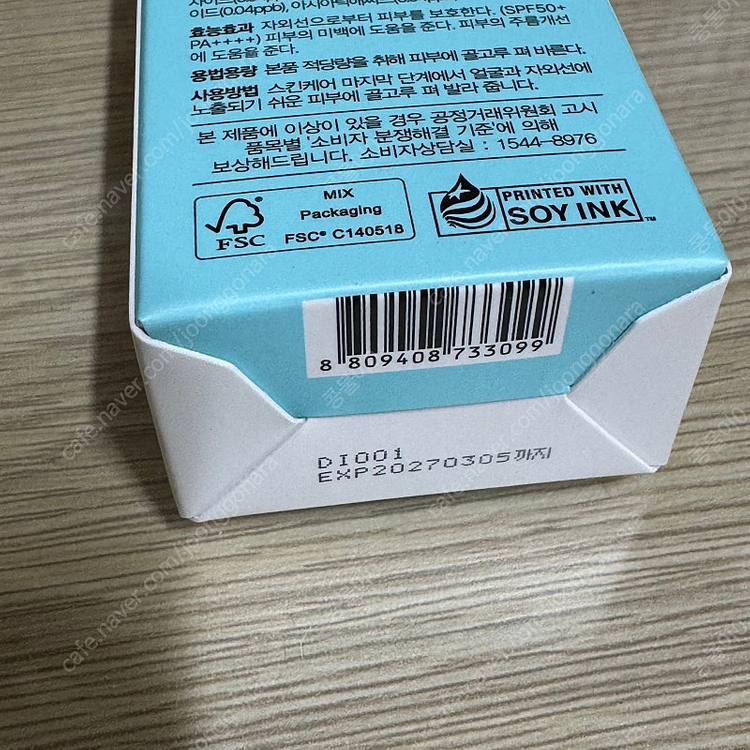 이드(0.04ppb),
효능효과 자외선으로부터 피부를 보호한다. (SPF50+
PA++++) 피부의 미백에 도움을 준다. 피부의 주름개선
에 도움을 준다.
용법용량 본품 적당량을 취해 피부에 골고루 펴 바른다.
사용방법 스킨케어 마지막 단계에서 얼굴과 자외선에
노출되기 쉬운 피부에 골고루 펴 발라 줍니다.
본 제품에 이상이 있을 경우 공정거래위원회 고시
품목별 '소비자 분쟁해결 기준'에 의해
보상해드립니다. 소비자상담실 : 1544-8976
FSC
MIX
Packaging
FSC® C140518
PRINTED WITH
SOY INK™
8 809408 733099
DI001
EXP20270305까지
cafe.naver.com/joonggonara